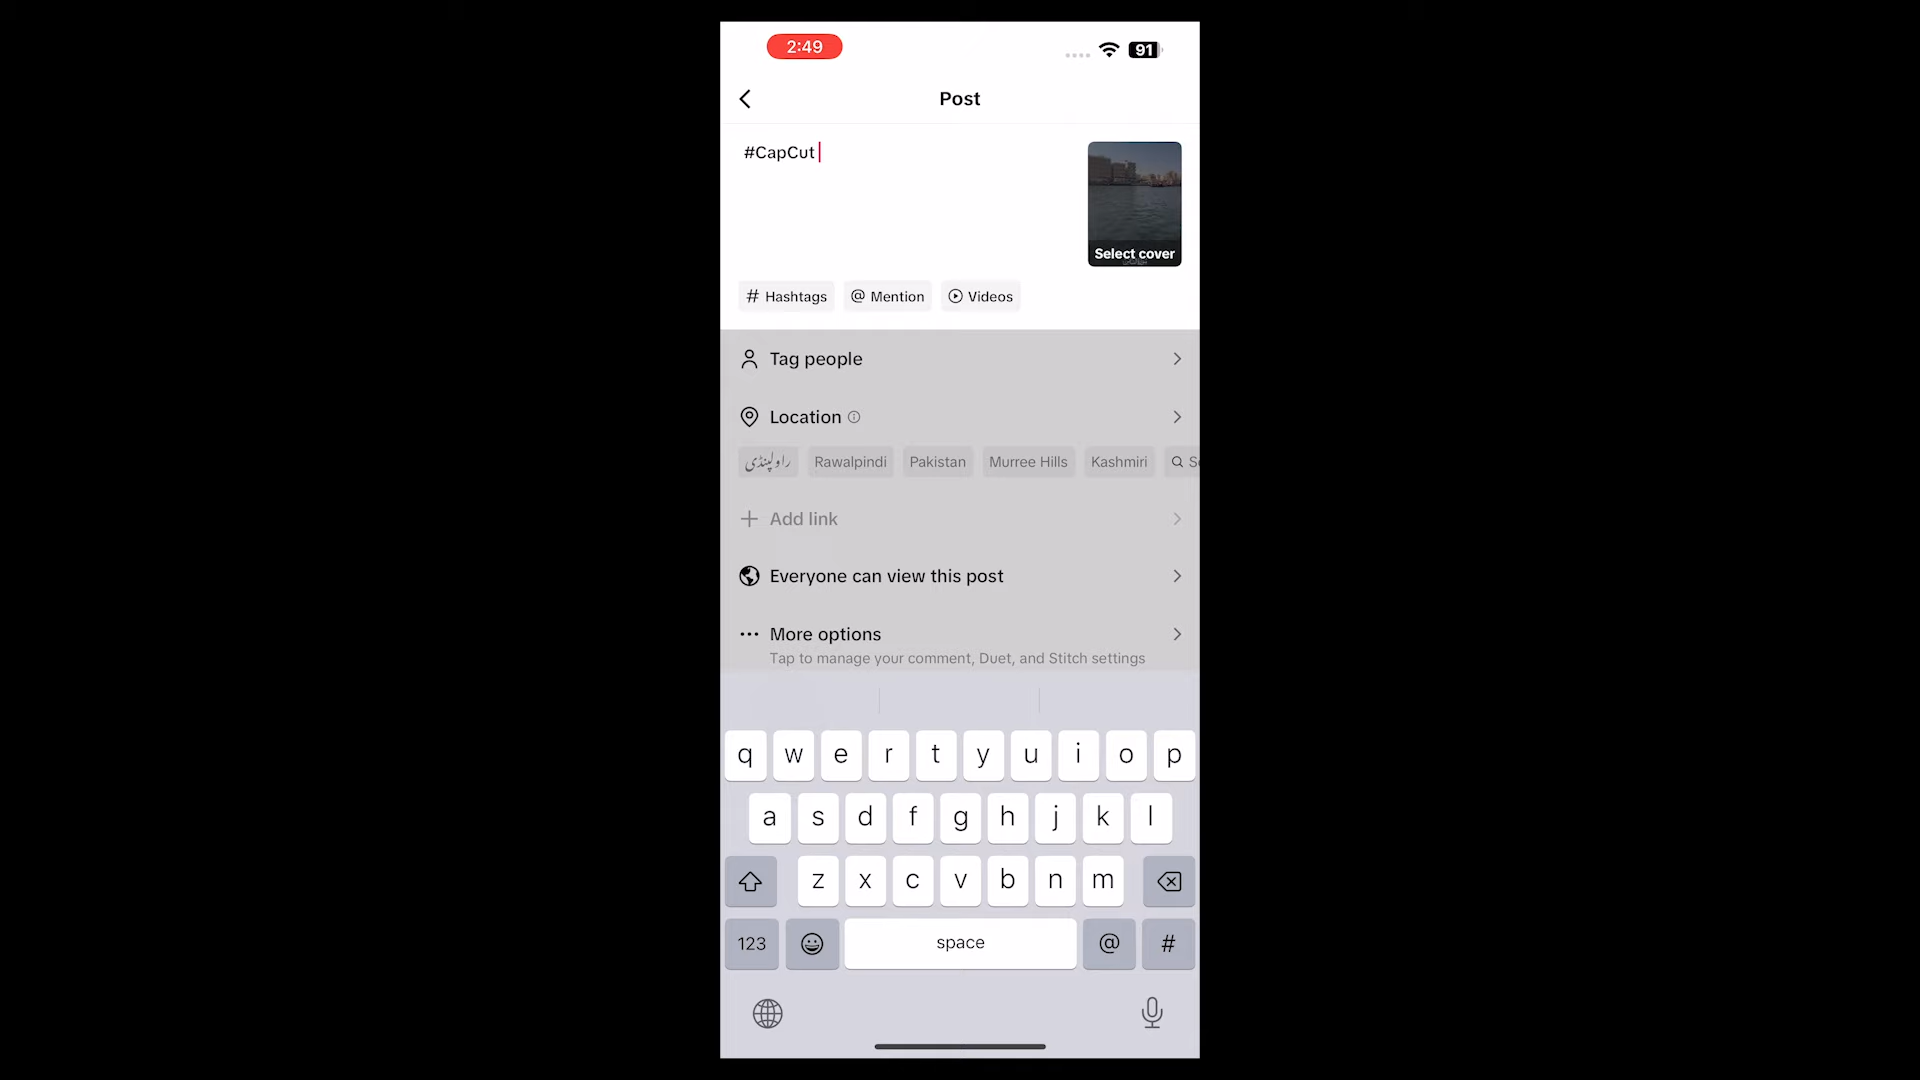 2:49
91
Post
#CapCut
Select cover
# Hashtags
@ Mention
Videos
Tag people
Location
راولپنڈی
Rawalpindi
Pakistan
Murree Hills
Kashmiri
Add link
Everyone can view this post
More options
Tap to manage your comment, Duet, and Stitch settings
q w e r t y u i o p
a s d f g h j k l
z x c v b n m
123 space @ #